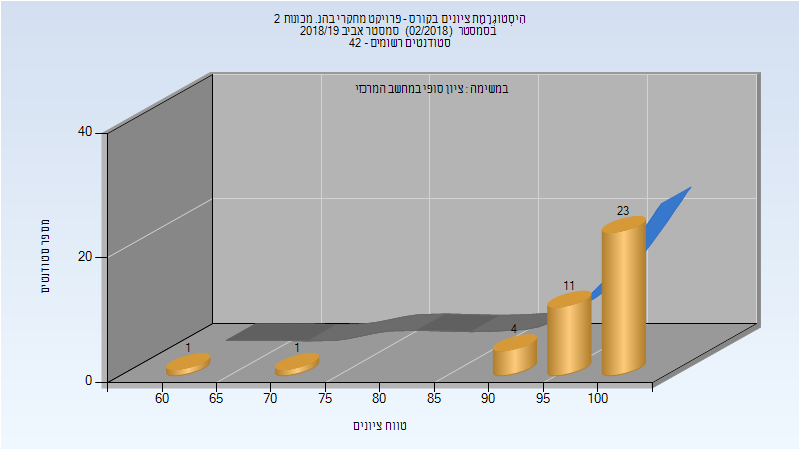 הִיסְטוֹגְרָמַת ציונים בקורס - פרויקט מחקרי בהנ. מכונות 2
בסמסטר (02/2018) סמסטר אביב 2018/19
סטודנטים רשומים - 42
במשימה : ציון סופי במחשב המרכזי
מספר סטודנטים
40
20
0
1
1
4
11
23
60 65 70 75 80 85 90 95 100
טווח ציונים